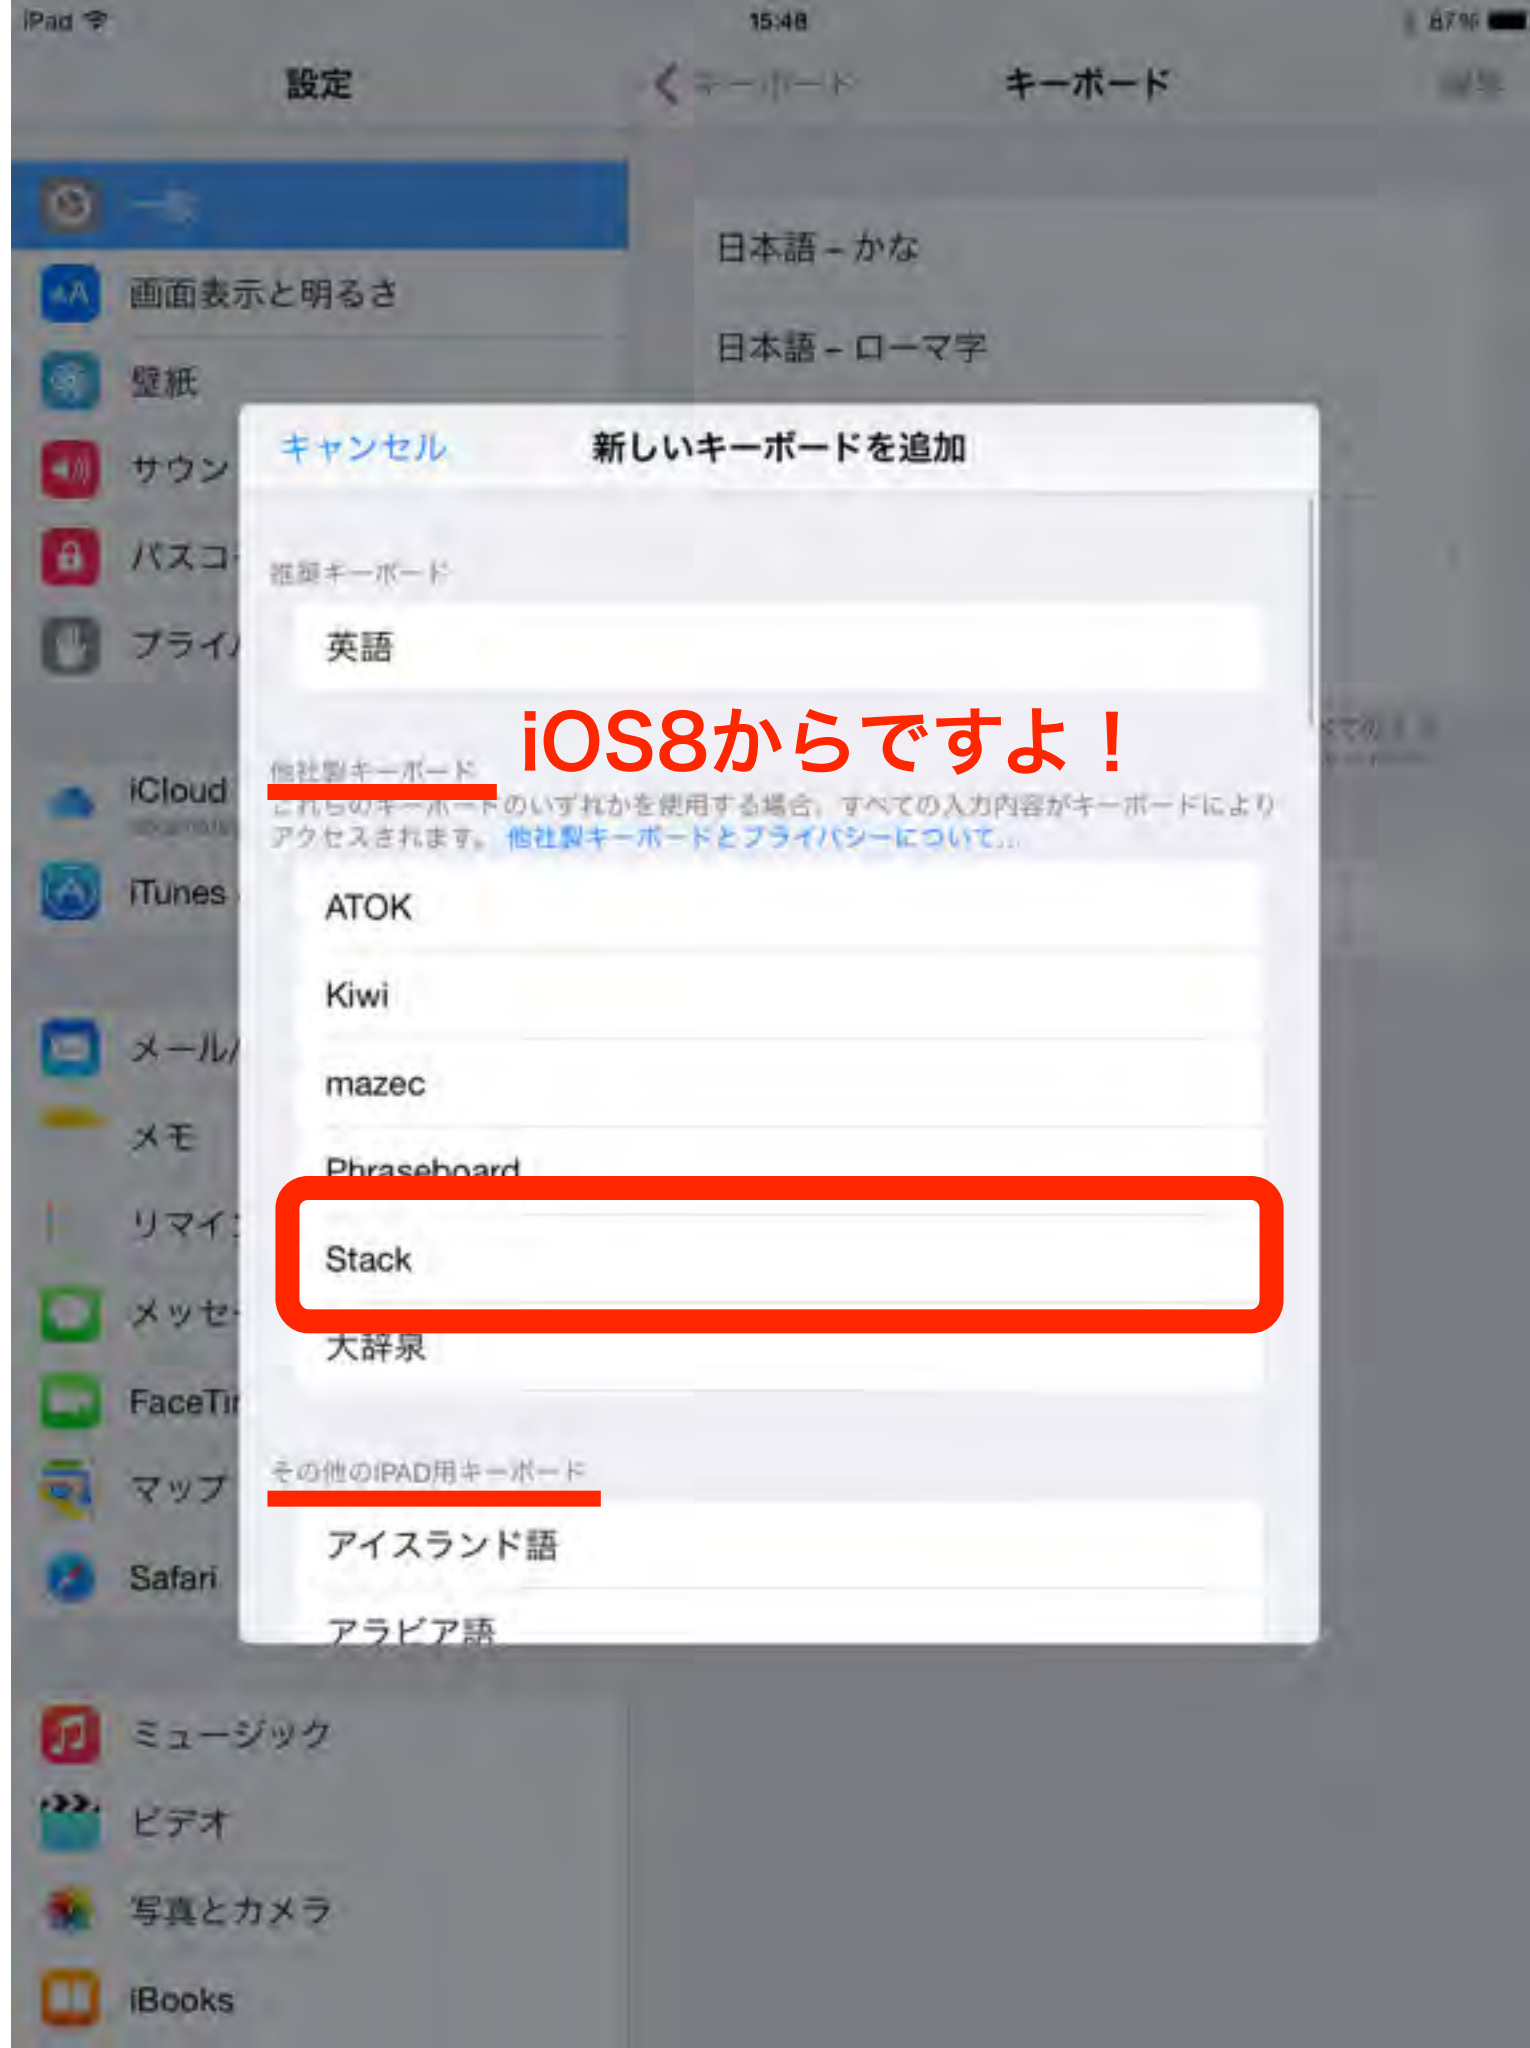 iPad
15:48
87%
設定
キーボード
キーボード
一般
画面表示と明るさ
壁紙
サウン
パスコ
プライバ
iCloud
iTunes
メール/
メモ
リマイ
メッセー
FaceTim
マップ
Safari
ミュージック
ビデオ
写真とカメラ
iBooks
日本語 – かな
日本語 – ローマ字
キャンセル
新しいキーボードを追加
推奨キーボード
英語
iOS8からですよ！
他社製キーボード
これらのキーボードのいずれかを使用する場合、すべての入力内容がキーボードにより
アクセスされます。 他社製キーボードとプライバシーについて...
ATOK
Kiwi
mazec
Phraseboard
Stack
大辞泉
その他のIPAD用キーボード
アイスランド語
アラビア語